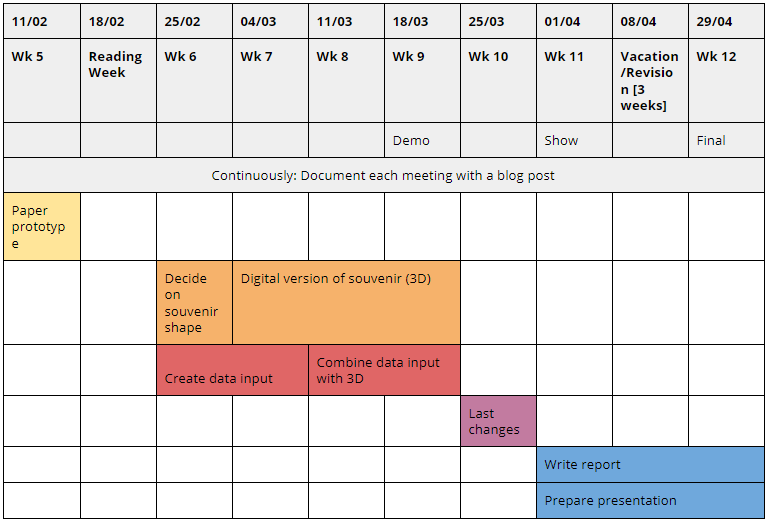 11/02 18/02 25/02 04/03 11/03 18/03 25/03 01/04 08/04 29/04
Wk 5 Reading Wk 6 Wk 7 Wk 8 Wk 9 Wk 10 Wk 11 Vacation Wk 12
Week /Revisio
n [3
weeks]
Demo Show Final
Continuously: Document each meeting with a blog post
Paper
prototyp
e
Decide
on
souvenir
shape
Digital version of souvenir (3D)
Create data input
Combine data input
with 3D
Last
changes
Write report
Prepare presentation